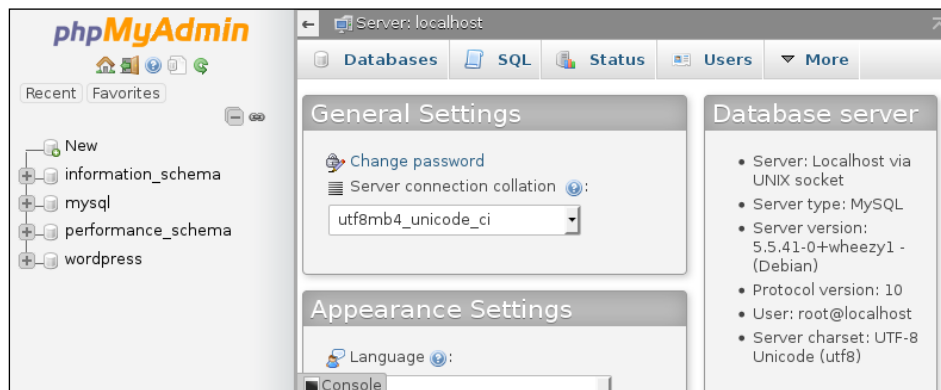 phpMyAdmin
Recent Favorites
New
information_schema
mysql
performance_schema
wordpress
Server: localhost
Databases SQL Status Users More
General Settings
Change password
Server connection collation :
utf8mb4_unicode_ci
Appearance Settings
Language :
Console
Database server
Server: Localhost via
UNIX socket
Server type: MySQL
Server version:
5.5.41-0+wheezy1 -
(Debian)
Protocol version: 10
User: root@localhost
Server charset: UTF-8
Unicode (utf8)